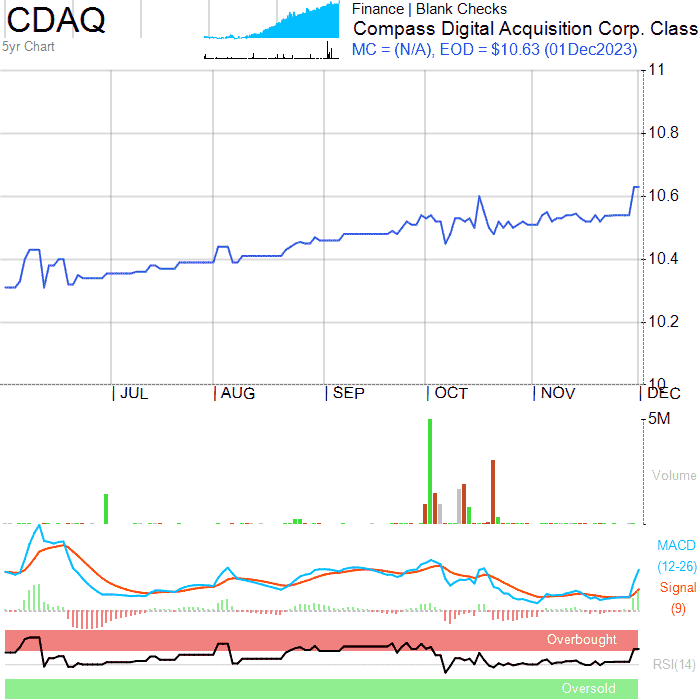 CDAQ
5yr Chart
Finance | Blank Checks
Compass Digital Acquisition Corp. Class
MC = (N/A), EOD = $10.63 (01Dec2023)
11
10.8
10.6
10.4
10.2
10
JUL AUG SEP OCT NOV DEC
5M
Volume
MACD
(12-26)
Signal
(9)
Overbought
RSI(14)
Oversold